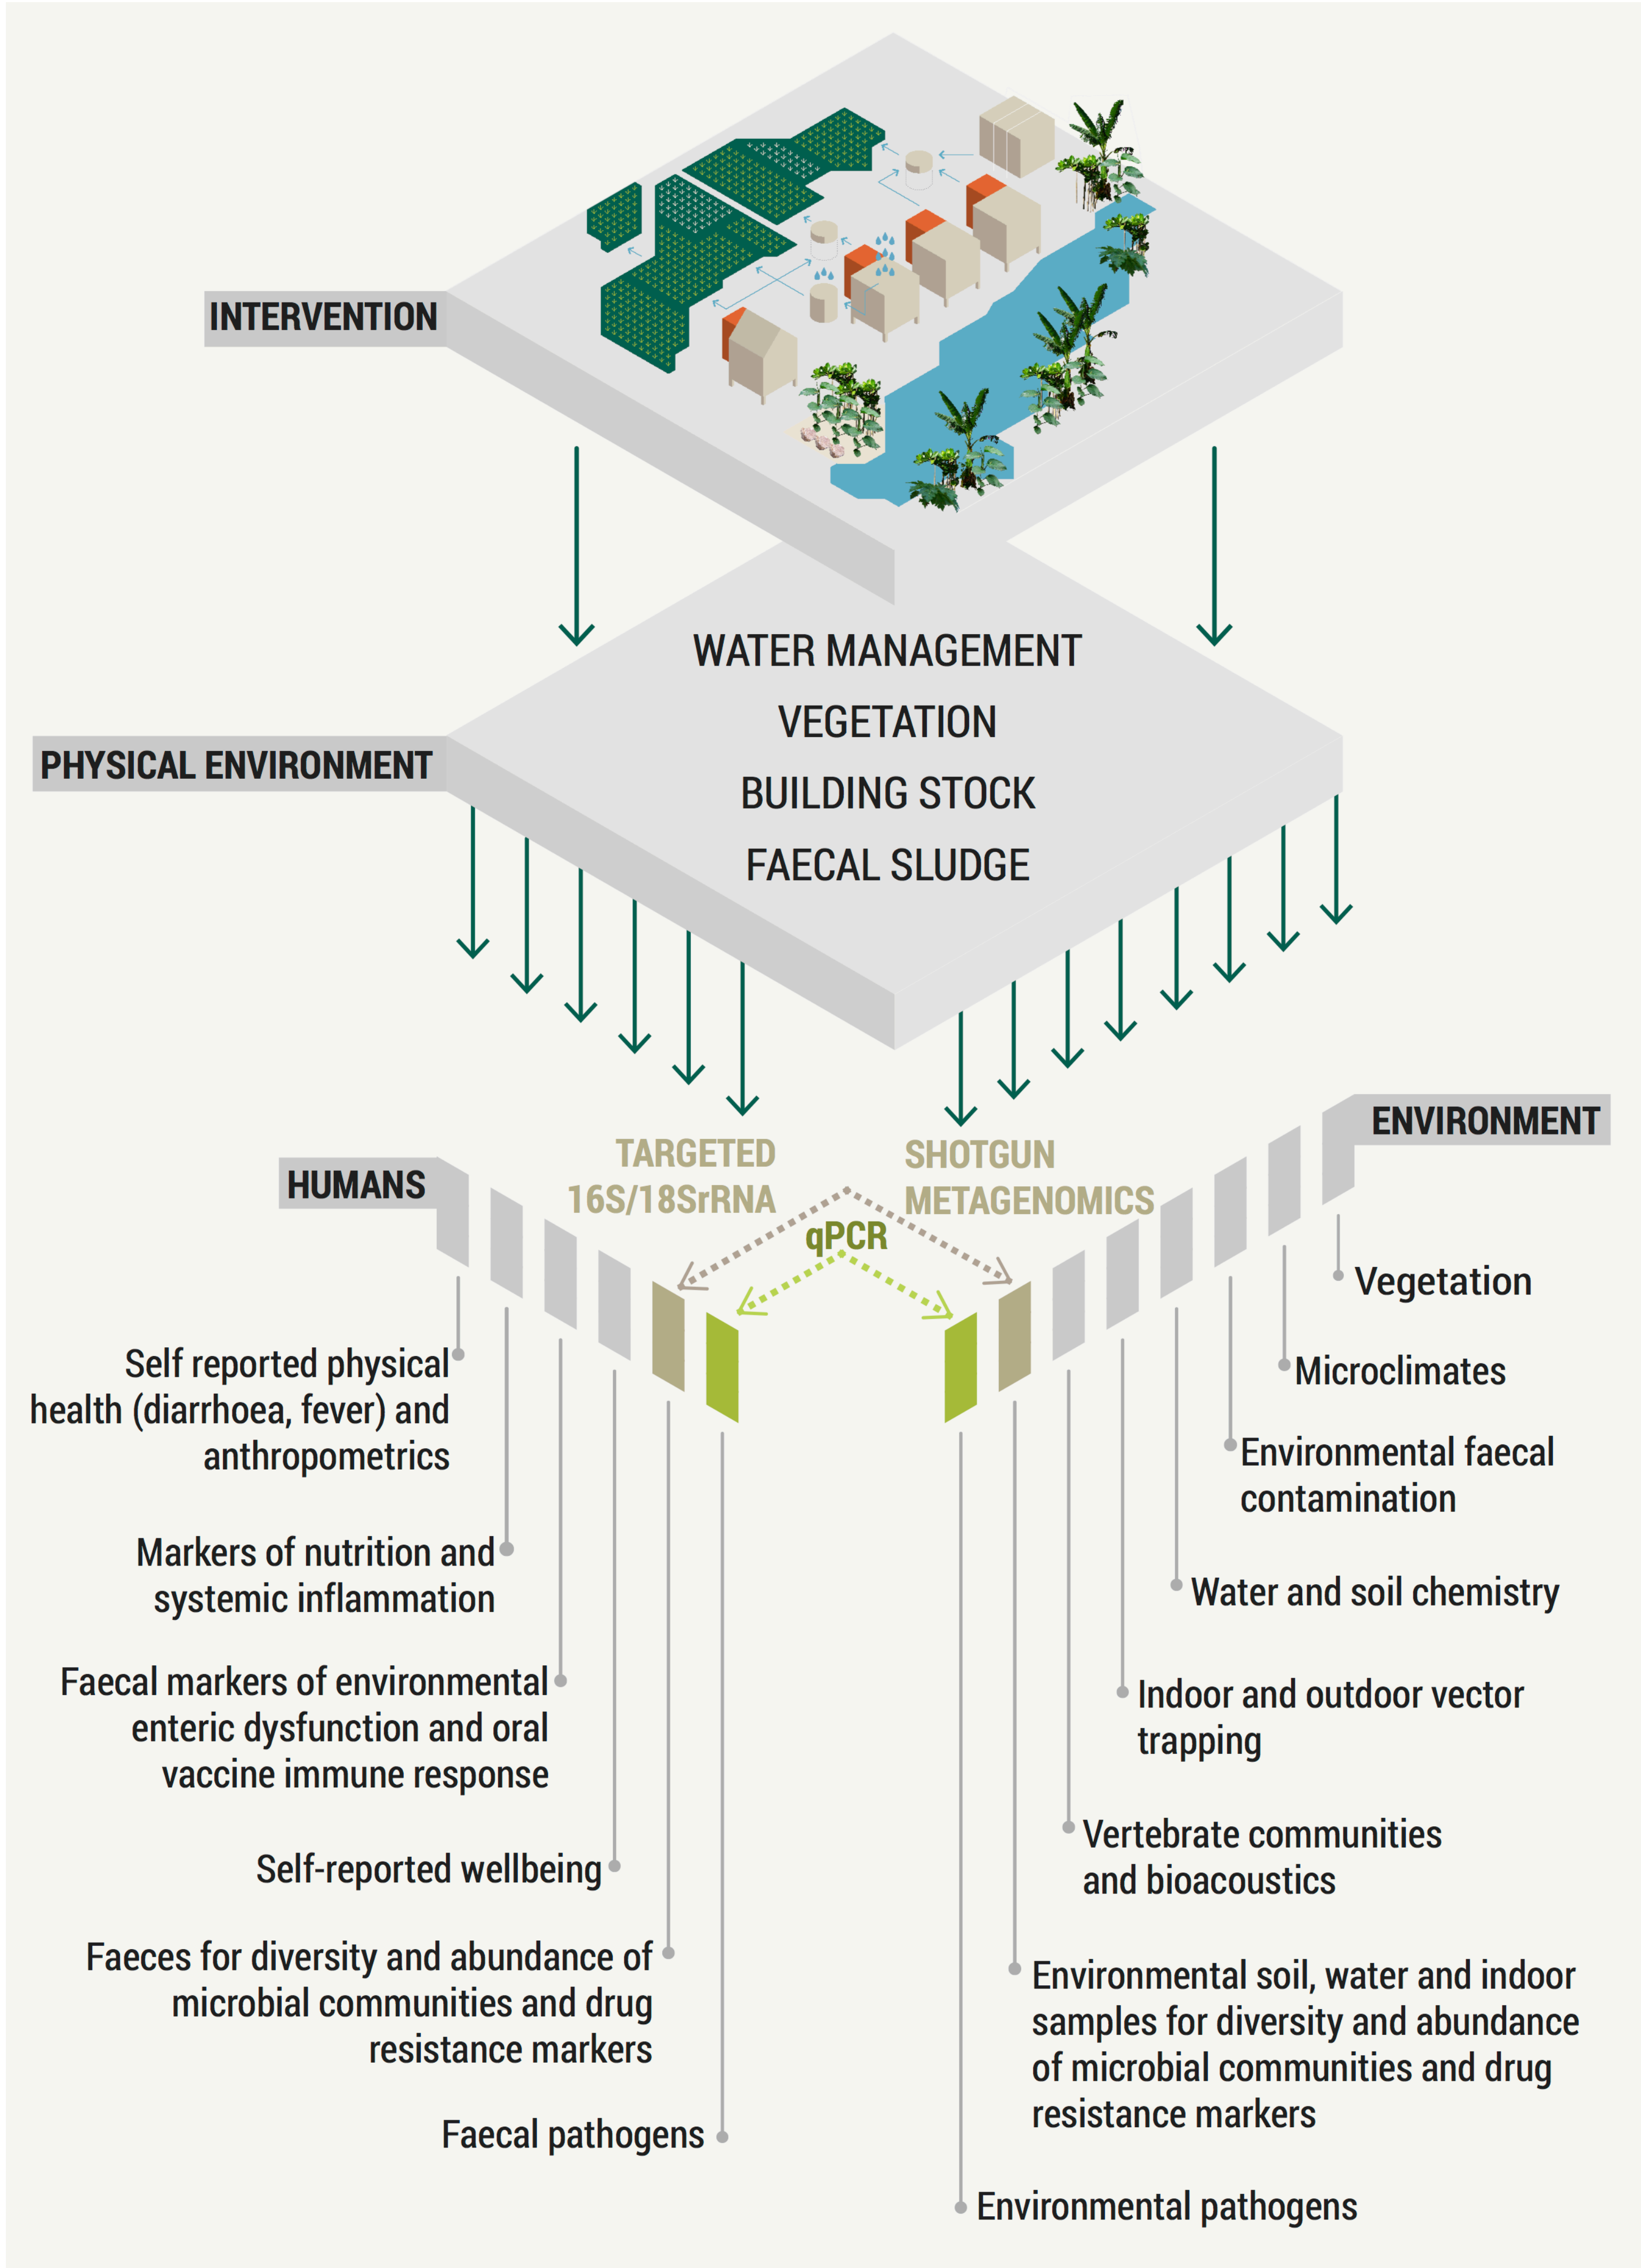 INTERVENTION
WATER MANAGEMENT
VEGETATION
BUILDING STOCK
FAECAL SLUDGE
PHYSICAL ENVIRONMENT
ENVIRONMENT
HUMANS
TARGETED
16S/18SrRNA
SHOTGUN
METAGENOMICS
qPCR
Self reported physical
health (diarrhoea, fever) and
anthropometrics
Markers of nutrition and
systemic inflammation
Faecal markers of environmental
enteric dysfunction and oral
vaccine immune response
Self-reported wellbeing
Faeces for diversity and abundance of
microbial communities and drug
resistance markers
Faecal pathogens
Vegetation
Microclimates
Environmental faecal
contamination
Water and soil chemistry
Indoor and outdoor vector
trapping
Vertebrate communities
and bioacoustics
Environmental soil, water and indoor
samples for diversity and abundance
of microbial communities and drug
resistance markers
Environmental pathogens